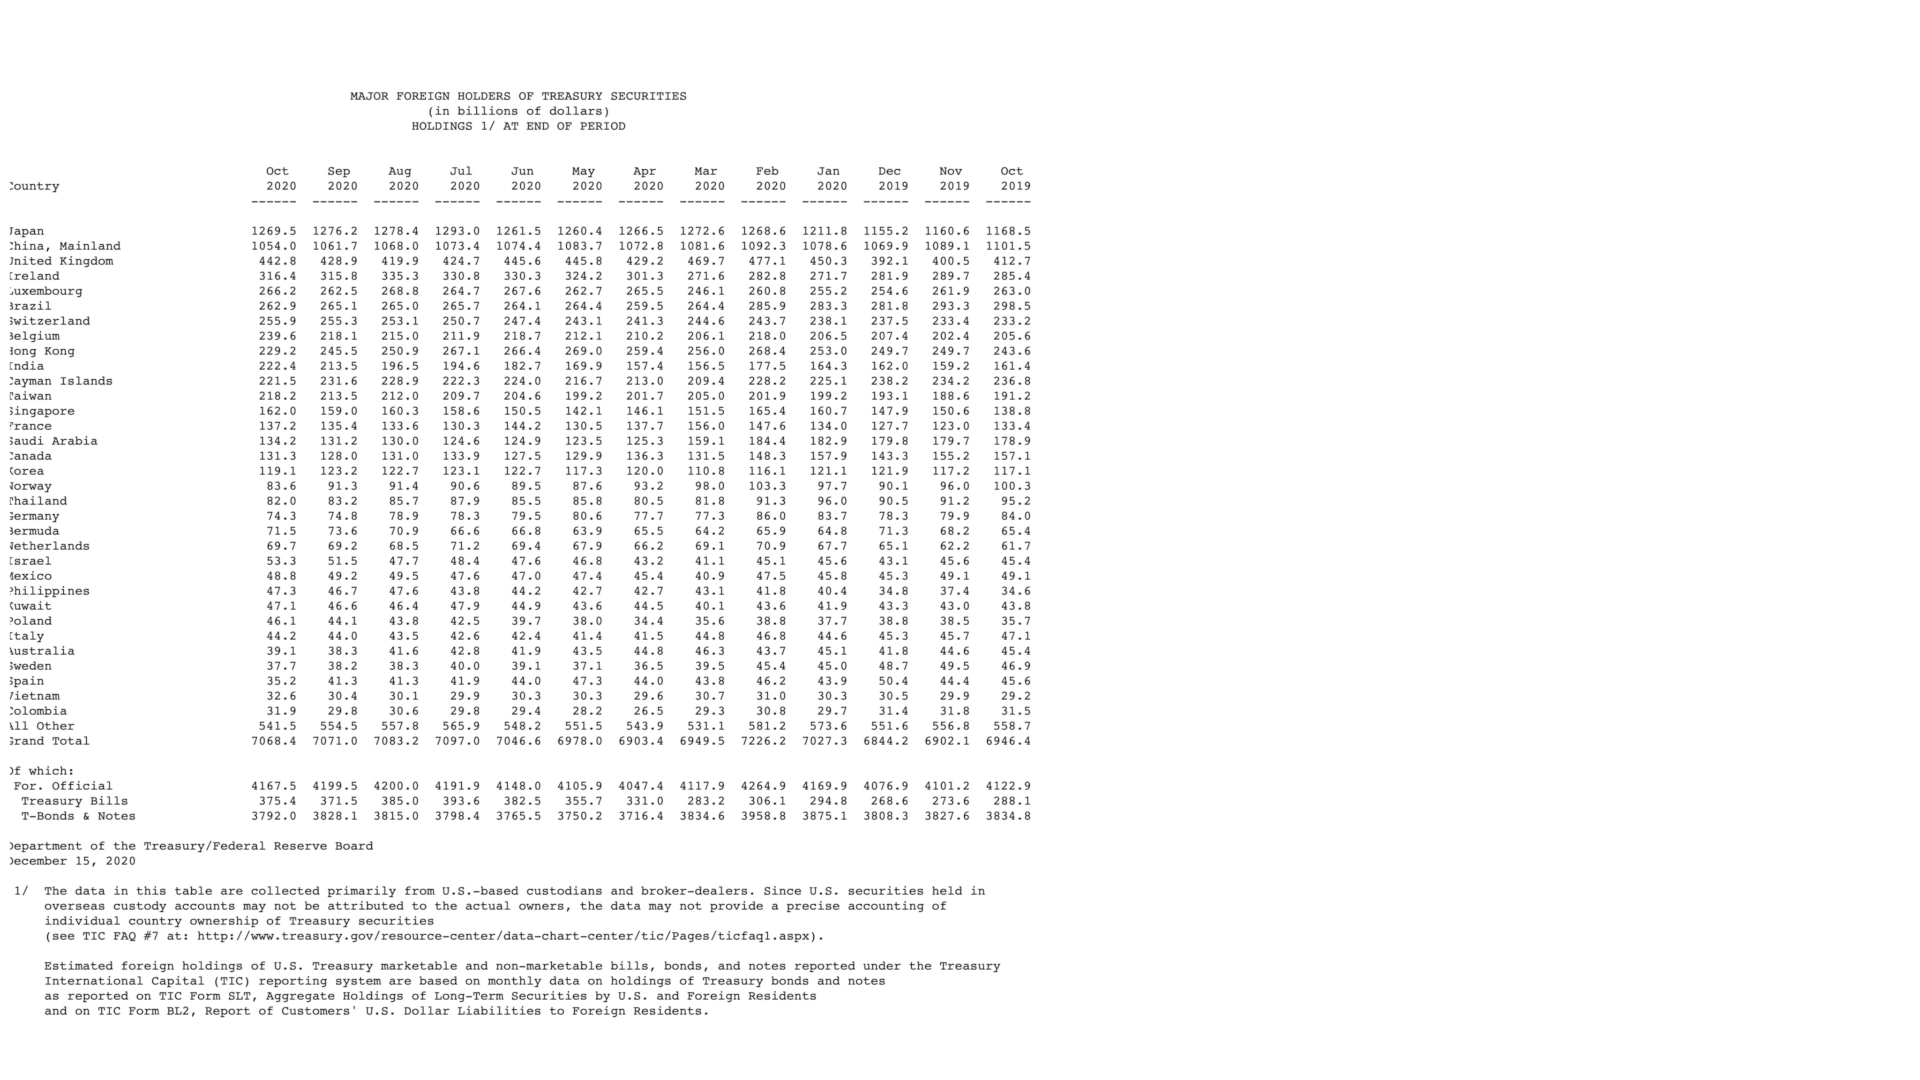 MAJOR FOREIGN HOLDERS OF TREASURY SECURITIES
(in billions of dollars)
HOLDINGS 1/ AT END OF PERIOD
Oct Sep Aug Jul Jun May Apr Mar Feb Jan Dec Nov Oct
Country 2020 2020 2020 2020 2020 2020 2020 2020 2020 2020 2019 2019 2019
------ ------ ------ ------ ------ ------ ------ ------ ------ ------ ------ ------ ------
Japan 1269.5 1276.2 1278.4 1293.0 1261.5 1260.4 1266.5 1272.6 1268.6 1211.8 1155.2 1160.6 1168.5
China, Mainland 1054.0 1061.7 1068.0 1073.4 1074.4 1083.7 1072.8 1081.6 1092.3 1078.6 1069.9 1089.1 1101.5
United Kingdom 442.8 428.9 419.9 424.7 445.6 445.8 429.2 469.7 477.1 450.3 392.1 400.5 412.7
Ireland 316.4 315.8 335.3 330.8 330.3 324.2 301.3 271.6 282.8 271.7 281.9 289.7 285.4
Luxembourg 266.2 262.5 268.8 264.7 267.6 262.7 265.5 246.1 260.8 255.2 254.6 261.9 263.0
Brazil 262.9 265.1 265.0 265.7 264.1 264.4 259.5 264.4 285.9 283.3 281.8 293.3 298.5
Switzerland 255.9 255.3 253.1 250.7 247.4 243.1 241.3 244.6 243.7 238.1 237.5 233.4 233.2
Belgium 239.6 218.1 215.0 211.9 218.7 212.1 210.2 206.1 218.0 206.5 207.4 202.4 205.6
Hong Kong 229.2 245.5 250.9 267.1 266.4 269.0 259.4 256.0 268.4 253.0 249.7 249.7 243.6
India 222.4 213.5 196.5 194.6 182.7 169.9 157.4 156.5 177.5 164.3 162.0 159.2 161.4
Cayman Islands 221.5 231.6 228.9 222.3 224.0 216.7 213.0 209.4 228.2 225.1 238.2 234.2 236.8
Taiwan 218.2 213.5 212.0 209.7 204.6 199.2 201.7 205.0 201.9 199.2 193.1 188.6 191.2
Singapore 162.0 159.0 160.3 158.6 150.5 142.1 146.1 151.5 165.4 160.7 147.9 150.6 138.8
France 137.2 135.4 133.6 130.3 144.2 130.5 137.7 156.0 147.6 134.0 127.7 123.0 133.4
Saudi Arabia 134.2 131.2 130.0 124.6 124.9 123.5 125.3 159.1 184.4 182.9 179.8 179.7 178.9
Canada 131.3 128.0 131.0 133.9 127.5 129.9 136.3 131.5 148.3 157.9 143.3 155.2 157.1
Korea 119.1 123.2 122.7 123.1 122.7 117.3 120.0 110.8 116.1 121.1 121.9 117.2 117.1
Norway 83.6 91.3 91.4 90.6 89.5 87.6 93.2 98.0 103.3 97.7 90.1 96.0 100.3
Thailand 82.0 83.2 85.7 87.9 85.5 85.8 80.5 81.8 91.3 96.0 90.5 91.2 95.2
Germany 74.3 74.8 78.9 78.3 79.5 80.6 77.7 77.3 86.0 83.7 78.3 79.9 84.0
Bermuda 71.5 73.6 70.9 66.6 66.8 63.9 65.5 64.2 65.9 64.8 71.3 68.2 65.4
Netherlands 69.7 69.2 68.5 71.2 69.4 67.9 66.2 69.1 70.9 67.7 65.1 62.2 61.7
Israel 53.3 51.5 47.7 48.4 47.6 46.8 43.2 41.1 45.1 45.6 43.1 45.6 45.4
Mexico 48.8 49.2 49.5 47.6 47.0 47.4 45.4 40.9 47.5 45.8 45.3 49.1 49.1
Philippines 47.3 46.7 47.6 43.8 44.2 42.7 42.7 43.1 41.8 40.4 34.8 37.4 34.6
Kuwait 47.1 46.6 46.4 47.9 44.9 43.6 44.5 40.1 43.6 41.9 43.3 43.0 43.8
Poland 46.1 44.1 43.8 42.5 39.7 38.0 34.4 35.6 38.8 37.7 38.8 38.5 35.7
Italy 44.2 44.0 43.5 42.6 42.4 41.4 41.5 44.8 46.8 44.6 45.3 45.7 47.1
Australia 39.1 38.3 41.6 42.8 41.9 43.5 44.8 46.3 43.7 45.1 41.8 44.6 45.4
Sweden 37.7 38.2 38.3 40.0 39.1 37.1 36.5 39.5 45.4 45.0 48.7 49.5 46.9
Spain 35.2 41.3 41.3 41.9 44.0 47.3 44.0 43.8 46.2 43.9 50.4 44.4 45.6
Vietnam 32.6 30.4 30.1 29.9 30.3 30.3 29.6 30.7 31.0 30.3 30.5 29.9 29.2
Colombia 31.9 29.8 30.6 29.8 29.4 28.2 26.5 29.3 30.8 29.7 31.4 31.8 31.5
All Other 541.5 554.5 557.8 565.9 548.2 551.5 543.9 531.1 581.2 573.6 551.6 556.8 558.7
Grand Total 7068.4 7071.0 7083.2 7097.0 7046.6 6978.0 6903.4 6949.5 7226.2 7027.3 6844.2 6902.1 6946.4
Of which:
For. Official 4167.5 4199.5 4200.0 4191.9 4148.0 4105.9 4047.4 4117.9 4264.9 4169.9 4076.9 4101.2 4122.9
Treasury Bills 375.4 371.5 385.0 393.6 382.5 355.7 331.0 283.2 306.1 294.8 268.6 273.6 288.1
T-Bonds & Notes 3792.0 3828.1 3815.0 3798.4 3765.5 3750.2 3716.4 3834.6 3958.8 3875.1 3808.3 3827.6 3834.8
Department of the Treasury/Federal Reserve Board
December 15, 2020
1/ The data in this table are collected primarily from U.S.-based custodians and broker-dealers. Since U.S. securities held in
overseas custody accounts may not be attributed to the actual owners, the data may not provide a precise accounting of
individual country ownership of Treasury securities
(see TIC FAQ #7 at: http://www.treasury.gov/resource-center/data-chart-center/tic/Pages/ticfaq1.aspx).
Estimated foreign holdings of U.S. Treasury marketable and non-marketable bills, bonds, and notes reported under the Treasury
International Capital (TIC) reporting system are based on monthly data on holdings of Treasury bonds and notes
as reported on TIC Form SLT, Aggregate Holdings of Long-Term Securities by U.S. and Foreign Residents
and on TIC Form BL2, Report of Customers' U.S. Dollar Liabilities to Foreign Residents.